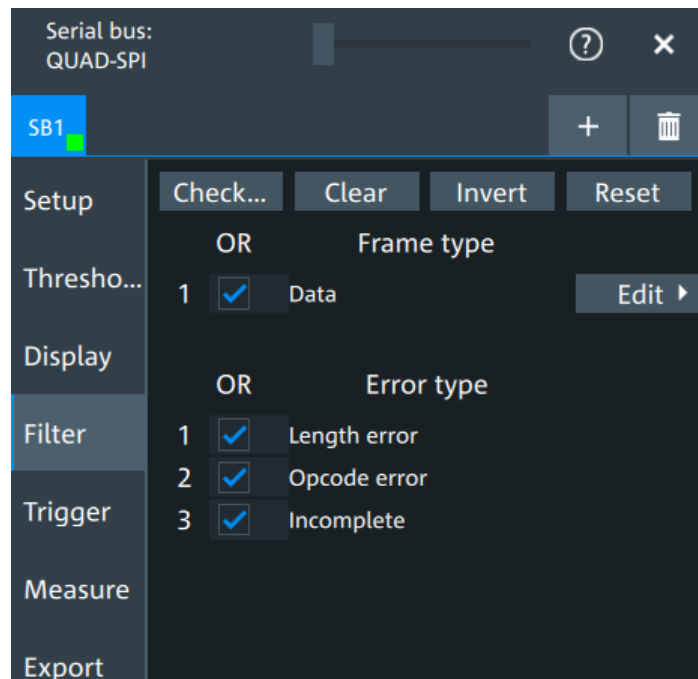 Serial bus:
QUAD-SPI
?
SB1
+
Setup
Thresho...
Display
Filter
Trigger
Measure
Export
Check...
Clear
Invert
Reset
OR
Frame type
1
Data
Edit
OR
Error type
1
Length error
2
Opcode error
3
Incomplete